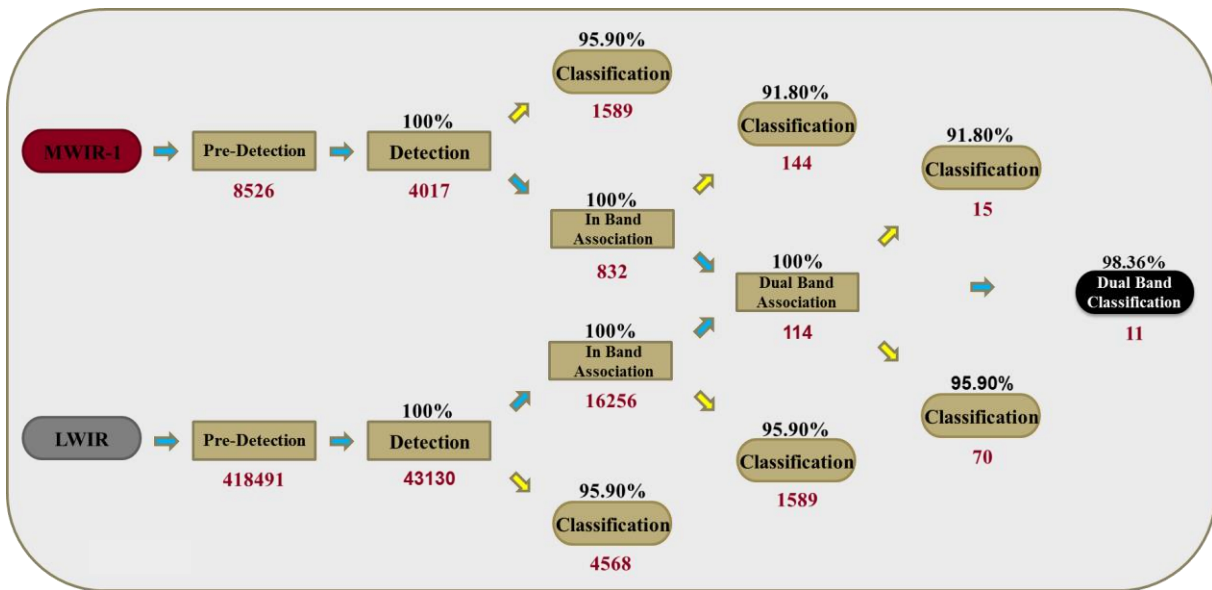 95.90%
Classification
1589
91.80%
Classification
144
91.80%
Classification
15
MWIR-1
Pre-Detection
8526
100%
Detection
4017
100%
In Band
Association
832
100%
Dual Band
Association
114
98.36%
Dual Band
Classification
11
100%
In Band
Association
16256
LWIR
Pre-Detection
418491
100%
Detection
43130
95.90%
Classification
70
95.90%
Classification
1589
95.90%
Classification
4568